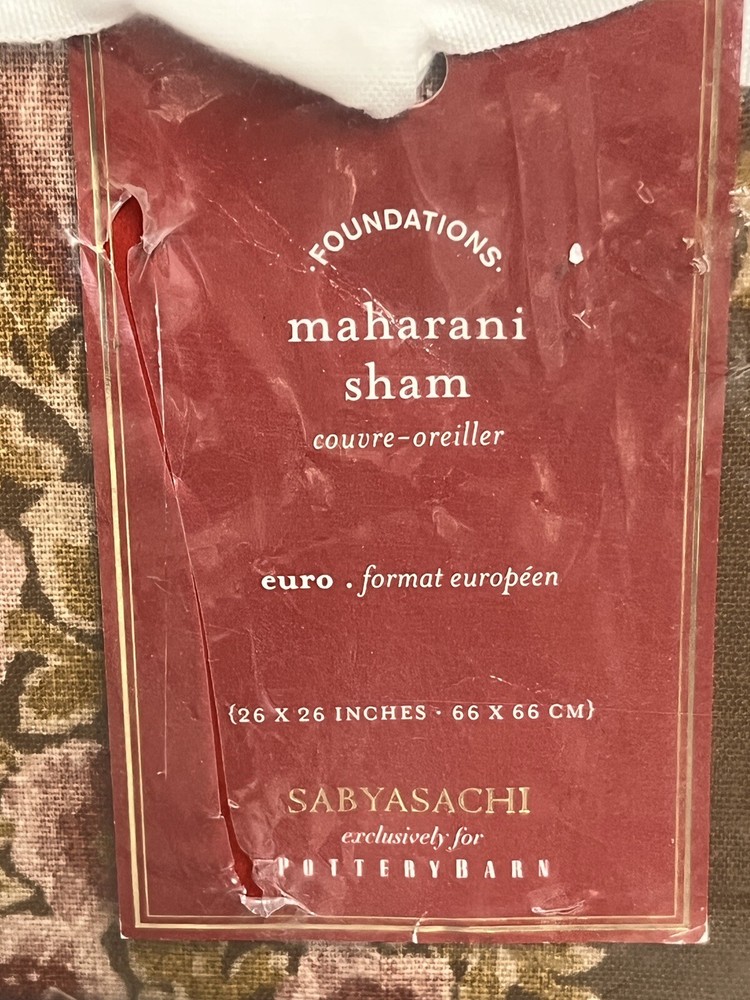 ·FOUNDATIONS·
maharani
sham
couvre-oreiller
euro . format européen
{26 X 26 INCHES · 66 X 66 CM}
SABYASACHI
exclusively for
POTTERYBARN